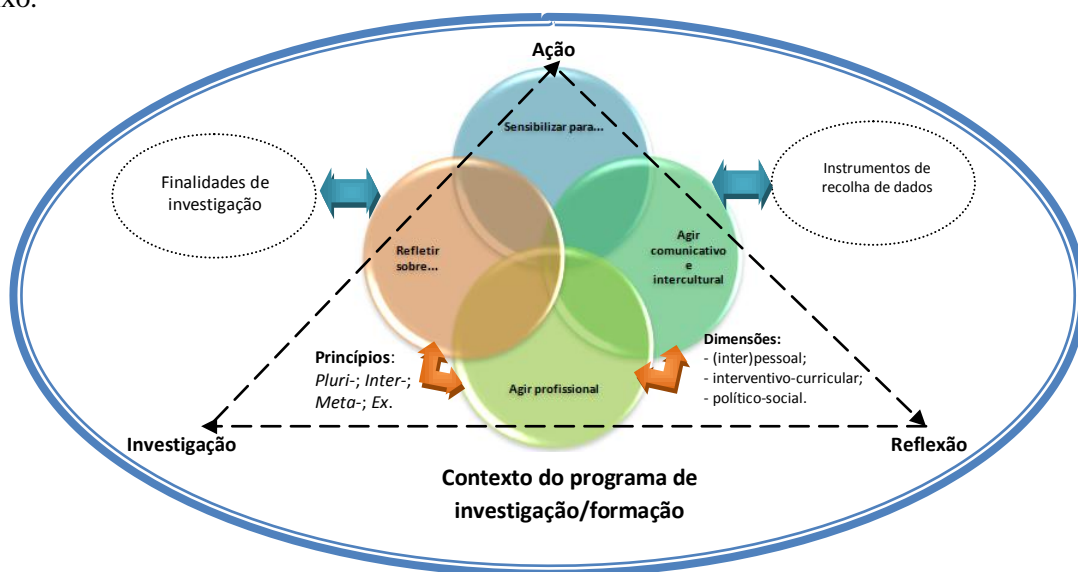 xo.
Ação
Sensibilizar para...
Finalidades de
investigação
Instrumentos de
recolha de dados
Refletir
sobre...
Agir
comunicativo
e
intercultural
Princípios:
Pluri-; Inter-;
Meta-; Ex.
Agir profissional
Dimensões:
- (inter)pessoal;
- interventivo-curricular;
- político-social.
Investigação
Reflexão
Contexto do programa de
investigação/formação